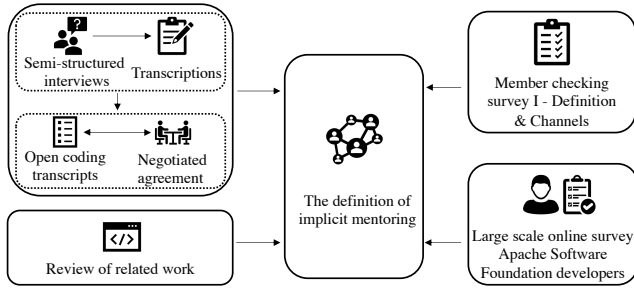 Semi-structured
interviews
Transcriptions
Open coding
transcripts
Negotiated
agreement
</>
Review of related work
The definition of
implicit mentoring
Member checking
survey I - Definition
& Channels
Large scale online survey
Apache Software
Foundation developers